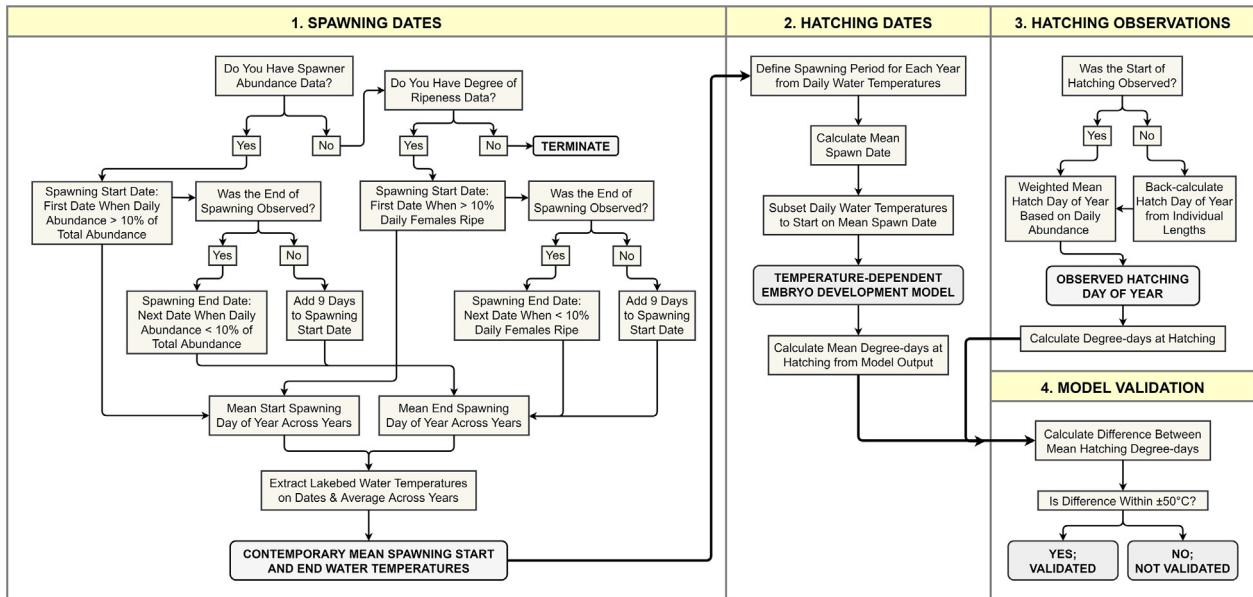 1. SPAWNING DATES
Do You Have Spawner
Abundance Data?
Do You Have Degree of
Ripeness Data?
Yes
No
Yes
No
TERMINATE
Spawning Start Date:
First Date When Daily
Abundance > 10% of
Total Abundance
Was the End of
Spawning Observed?
Spawning Start Date:
First Date When > 10%
Daily Females Ripe
Was the End of
Spawning Observed?
Yes
No
Yes
No
Spawning End Date:
Next Date When Daily
Abundance < 10% of
Total Abundance
Add 9 Days
to Spawning
Start Date
Spawning End Date:
Next Date When < 10%
Daily Females Ripe
Add 9 Days
to Spawning
Start Date
Mean Start Spawning
Day of Year Across Years
Mean End Spawning
Day of Year Across Years
Extract Lakebed Water Temperatures
on Dates & Average Across Years
CONTEMPORARY MEAN SPAWNING START
AND END WATER TEMPERATURES
2. HATCHING DATES
Define Spawning Period for Each Year
from Daily Water Temperatures
Calculate Mean
Spawn Date
Subset Daily Water Temperatures
to Start on Mean Spawn Date
TEMPERATURE-DEPENDENT
EMBRYO DEVELOPMENT MODEL
Calculate Mean Degree-days at
Hatching from Model Output
3. HATCHING OBSERVATIONS
Was the Start of
Hatching Observed?
Yes
No
Weighted Mean
Hatch Day of Year
Based on Daily
Abundance
Back-calculate
Hatch Day of Year
from Individual
Lengths
OBSERVED HATCHING
DAY OF YEAR
Calculate Degree-days at Hatching
4. MODEL VALIDATION
Calculate Difference Between
Mean Hatching Degree-days
Is Difference Within ±50°C?
YES;
VALIDATED
NO;
NOT VALIDATED